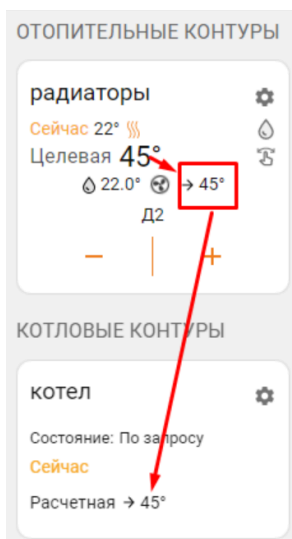 ОТОПИТЕЛЬНЫЕ КОНТУРЫ
радиаторы
Сейчас 22°
Целевая 45°
22.0° → 45°
Д2
− +
КОТЛОВЫЕ КОНТУРЫ
котел
Состояние: По запросу
Сейчас
Расчетная → 45°